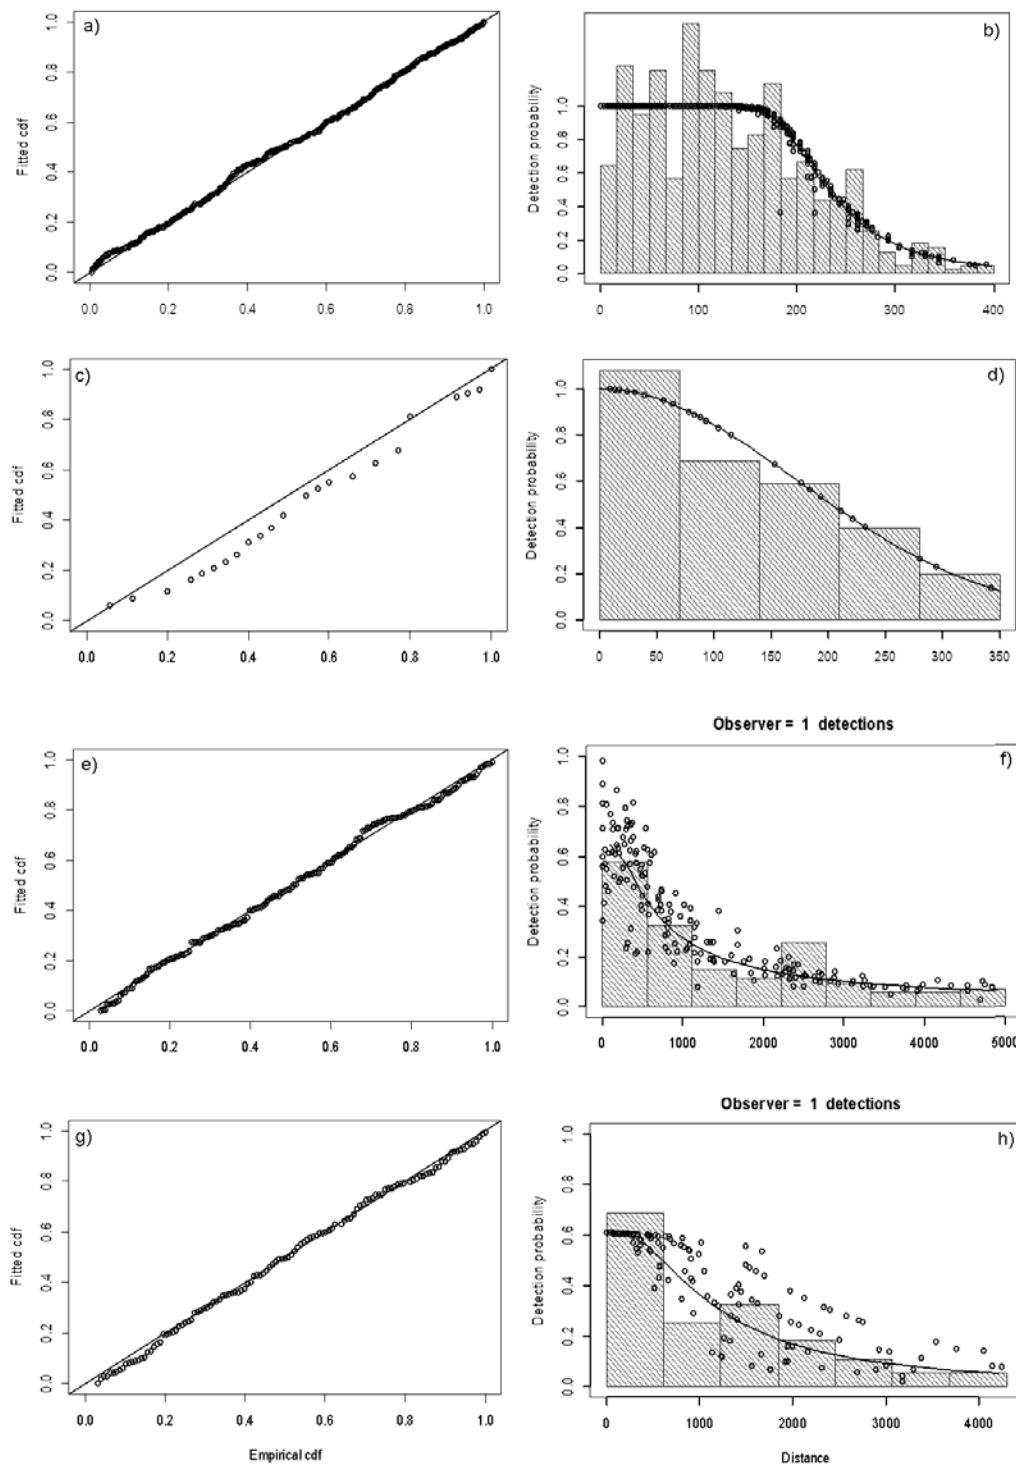 a)
Fitted cdf
0.0 0.2 0.4 0.6 0.8 1.0
0.0 0.2 0.4 0.6 0.8 1.0
b)
Detection probability
0.0 0.2 0.4 0.6 0.8 1.0
0 100 200 300 400
c)
Fitted cdf
0.0 0.2 0.4 0.6 0.8 1.0
0.0 0.2 0.4 0.6 0.8 1.0
d)
Detection probability
0.0 0.2 0.4 0.6 0.8 1.0
0 50 100 150 200 250 300 350
e)
Fitted cdf
0.0 0.2 0.4 0.6 0.8 1.0
0.0 0.2 0.4 0.6 0.8 1.0
Observer = 1 detections
f)
Detection probability
0.0 0.2 0.4 0.6 0.8 1.0
0 1000 2000 3000 4000 5000
g)
Fitted cdf
0.0 0.2 0.4 0.6 0.8 1.0
0.0 0.2 0.4 0.6 0.8 1.0
Empirical cdf
Observer = 1 detections
h)
Detection probability
0.0 0.2 0.4 0.6 0.8 1.0
0 1000 2000 3000 4000
Distance